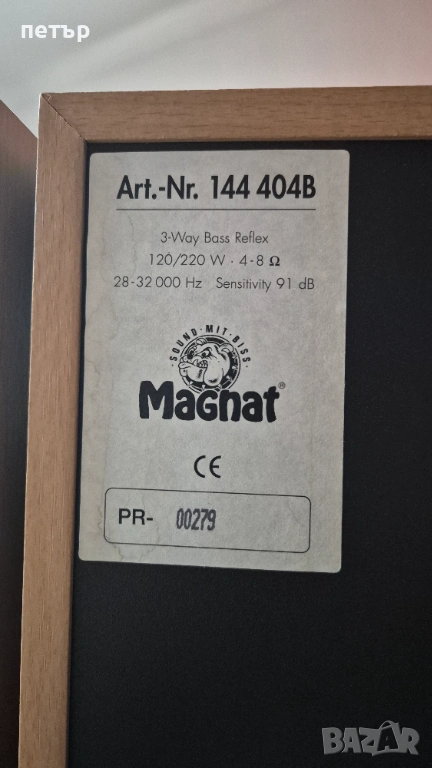 петър
Art.-Nr. 144 404B
3-Way Bass Reflex
120/220 W · 4-8 Ω
28-32 000 Hz Sensitivity 91 dB
SOUND·MIT·BISS
Magnat®
CE
PR- 00279
BAZAR